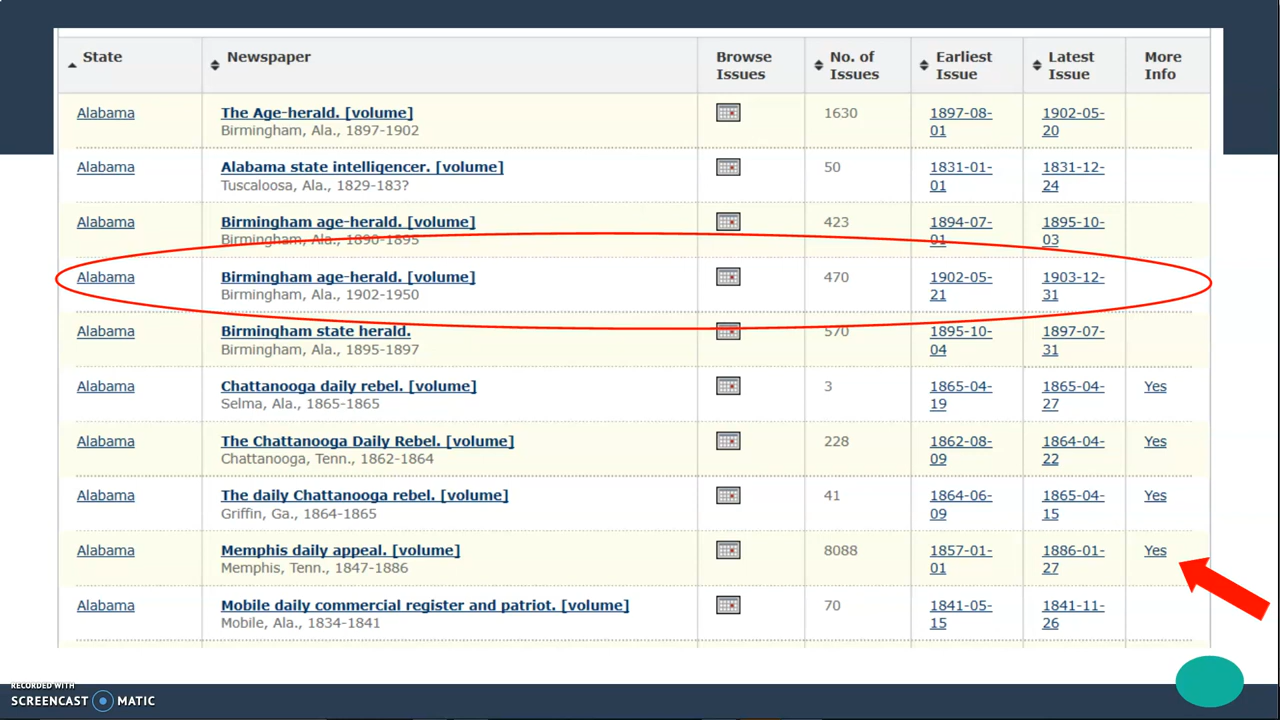 State Newspaper Browse Issues No. of Issues Earliest Issue Latest Issue More Info
Alabama The Age-herald. [volume] 1630 1897-08-01 1902-05-20
Birmingham, Ala., 1897-1902
Alabama Alabama state intelligencer. [volume] 50 1831-01-01 1831-12-24
Tuscaloosa, Ala., 1829-183?
Alabama Birmingham age-herald. [volume] 423 1894-07-01 1895-10-03
Birmingham, Ala., 1890-1895
Alabama Birmingham age-herald. [volume] 470 1902-05-21 1903-12-31
Birmingham, Ala., 1902-1950
Alabama Birmingham state herald. 570 1895-10-04 1897-07-31
Birmingham, Ala., 1895-1897
Alabama Chattanooga daily rebel. [volume] 3 1865-04-19 1865-04-27 Yes
Selma, Ala., 1865-1865
Alabama The Chattanooga Daily Rebel. [volume] 228 1862-08-09 1864-04-22 Yes
Chattanooga, Tenn., 1862-1864
Alabama The daily Chattanooga rebel. [volume] 41 1864-06-09 1865-04-15 Yes
Griffin, Ga., 1864-1865
Alabama Memphis daily appeal. [volume] 8088 1857-01-01 1886-01-27 Yes
Memphis, Tenn., 1847-1886
Alabama Mobile daily commercial register and patriot. [volume] 70 1841-05-15 1841-11-26
Mobile, Ala., 1834-1841
RECORDED WITH
SCREENCAST MATIC